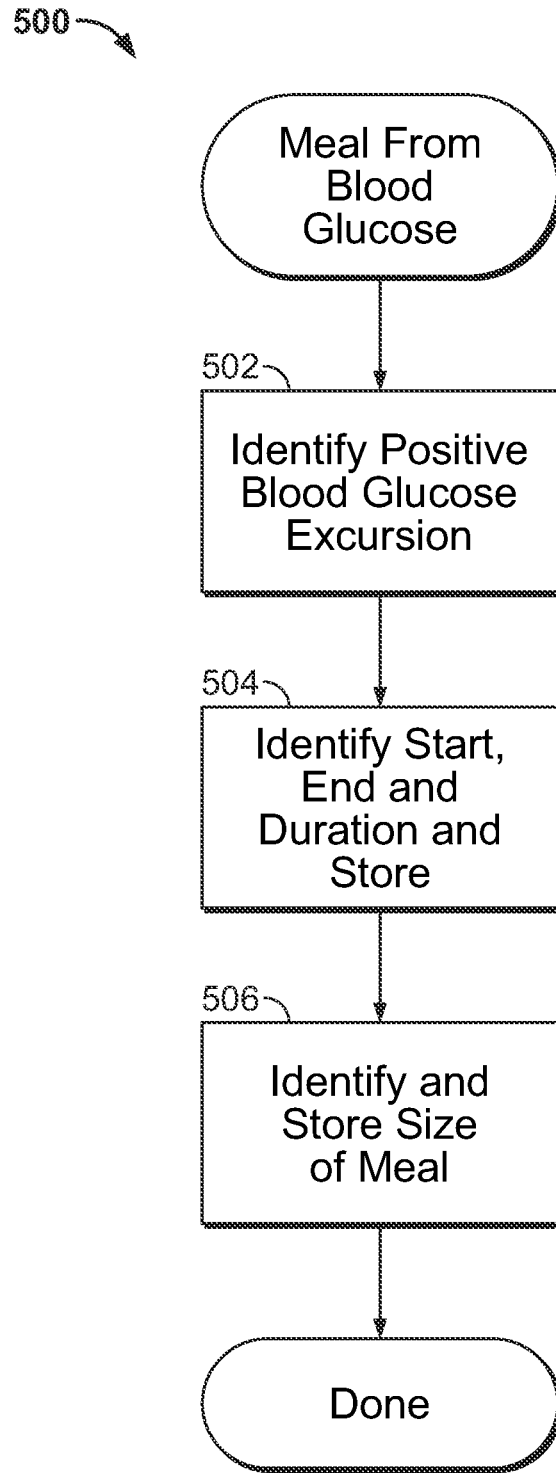 500
Meal From
Blood
Glucose
502
Identify Positive
Blood Glucose
Excursion
504
Identify Start,
End and
Duration and
Store
506
Identify and
Store Size
of Meal
Done